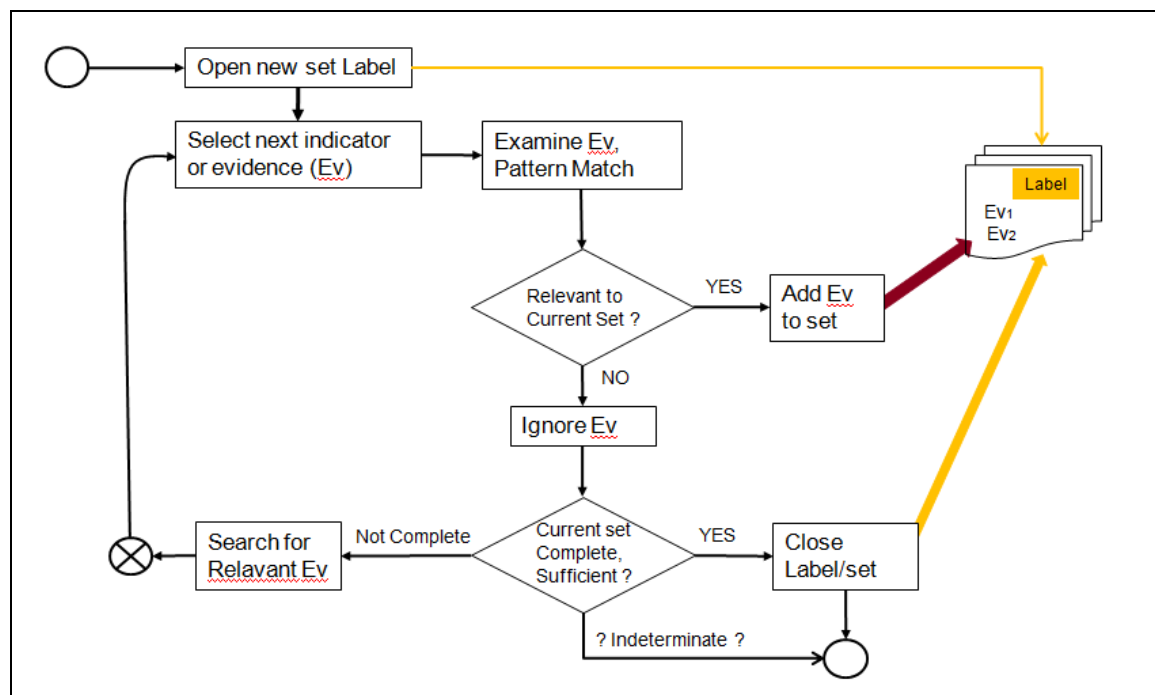 Open new set Label
Select next indicator
or evidence (Ev)
Examine Ev,
Pattern Match
Label
Ev1
Ev2
Relevant to
Current Set ?
YES
Add Ev
to set
NO
Ignore Ev
Search for
Relavant Ev
Not Complete
Current set
Complete,
Sufficient ?
YES
Close
Label/set
? Indeterminate ?